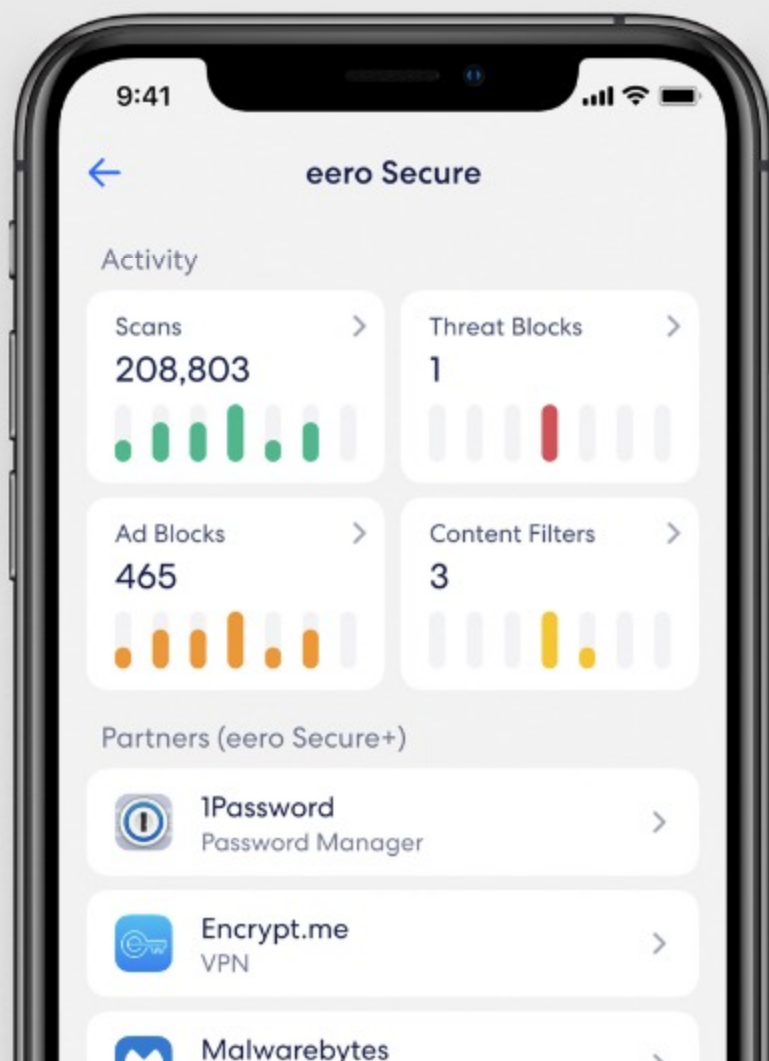 9:41
eero Secure
Activity
Scans
208,803
Threat Blocks
1
Ad Blocks
465
Content Filters
3
Partners (eero Secure+)
1Password
Password Manager
Encrypt.me
VPN
Malwarebytes